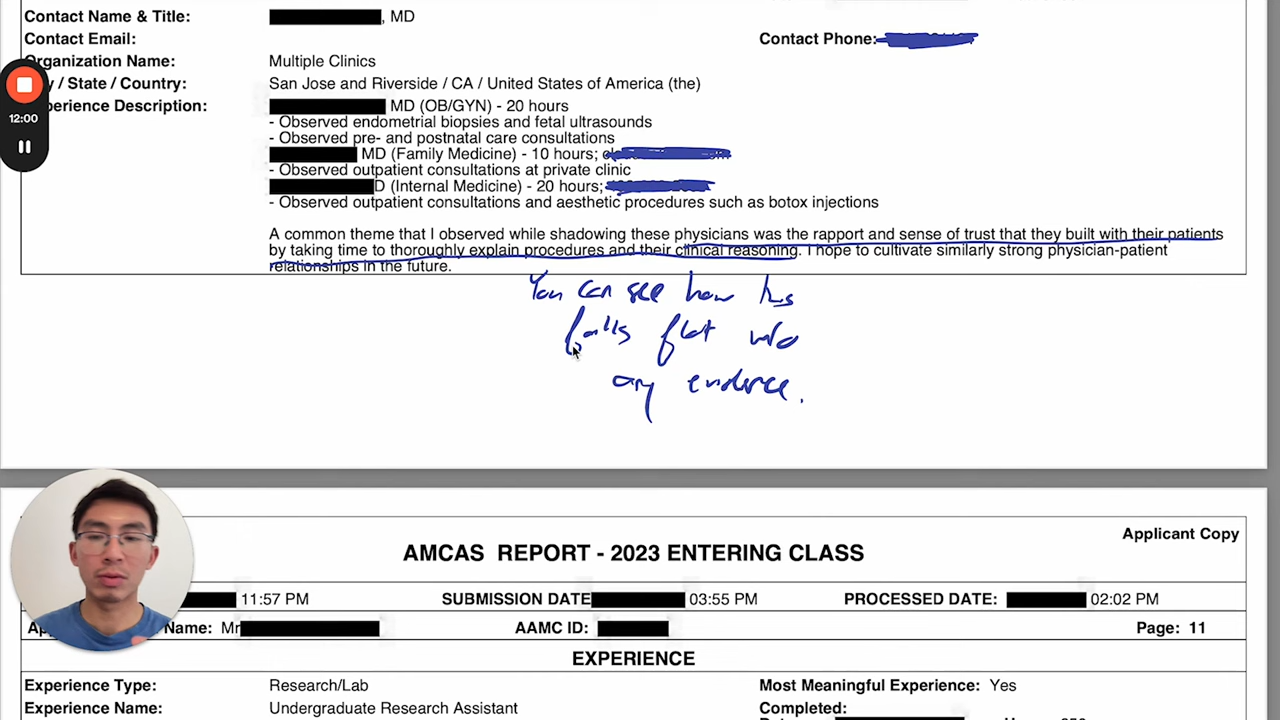 Contact Name & Title: , MD
Contact Email: Contact Phone:
Organization Name: Multiple Clinics
y / State / Country: San Jose and Riverside / CA / United States of America (the)
perience Description: MD (OB/GYN) - 20 hours
- Observed endometrial biopsies and fetal ultrasounds
- Observed pre- and postnatal care consultations
MD (Family Medicine) - 10 hours;
- Observed outpatient consultations at private clinic
D (Internal Medicine) - 20 hours;
- Observed outpatient consultations and aesthetic procedures such as botox injections
A common theme that I observed while shadowing these physicians was the rapport and sense of trust that they built with their patients
by taking time to thoroughly explain procedures and their clinical reasoning. I hope to cultivate similarly strong physician-patient
relationships in the future.
You can see how this
falls flat w/o
any evidence.
12:00
Applicant Copy
AMCAS REPORT - 2023 ENTERING CLASS
11:57 PM SUBMISSION DATE 03:55 PM PROCESSED DATE: 02:02 PM
Ap Name: Mr AAMC ID: Page: 11
EXPERIENCE
Experience Type: Research/Lab Most Meaningful Experience: Yes
Experience Name: Undergraduate Research Assistant Completed: